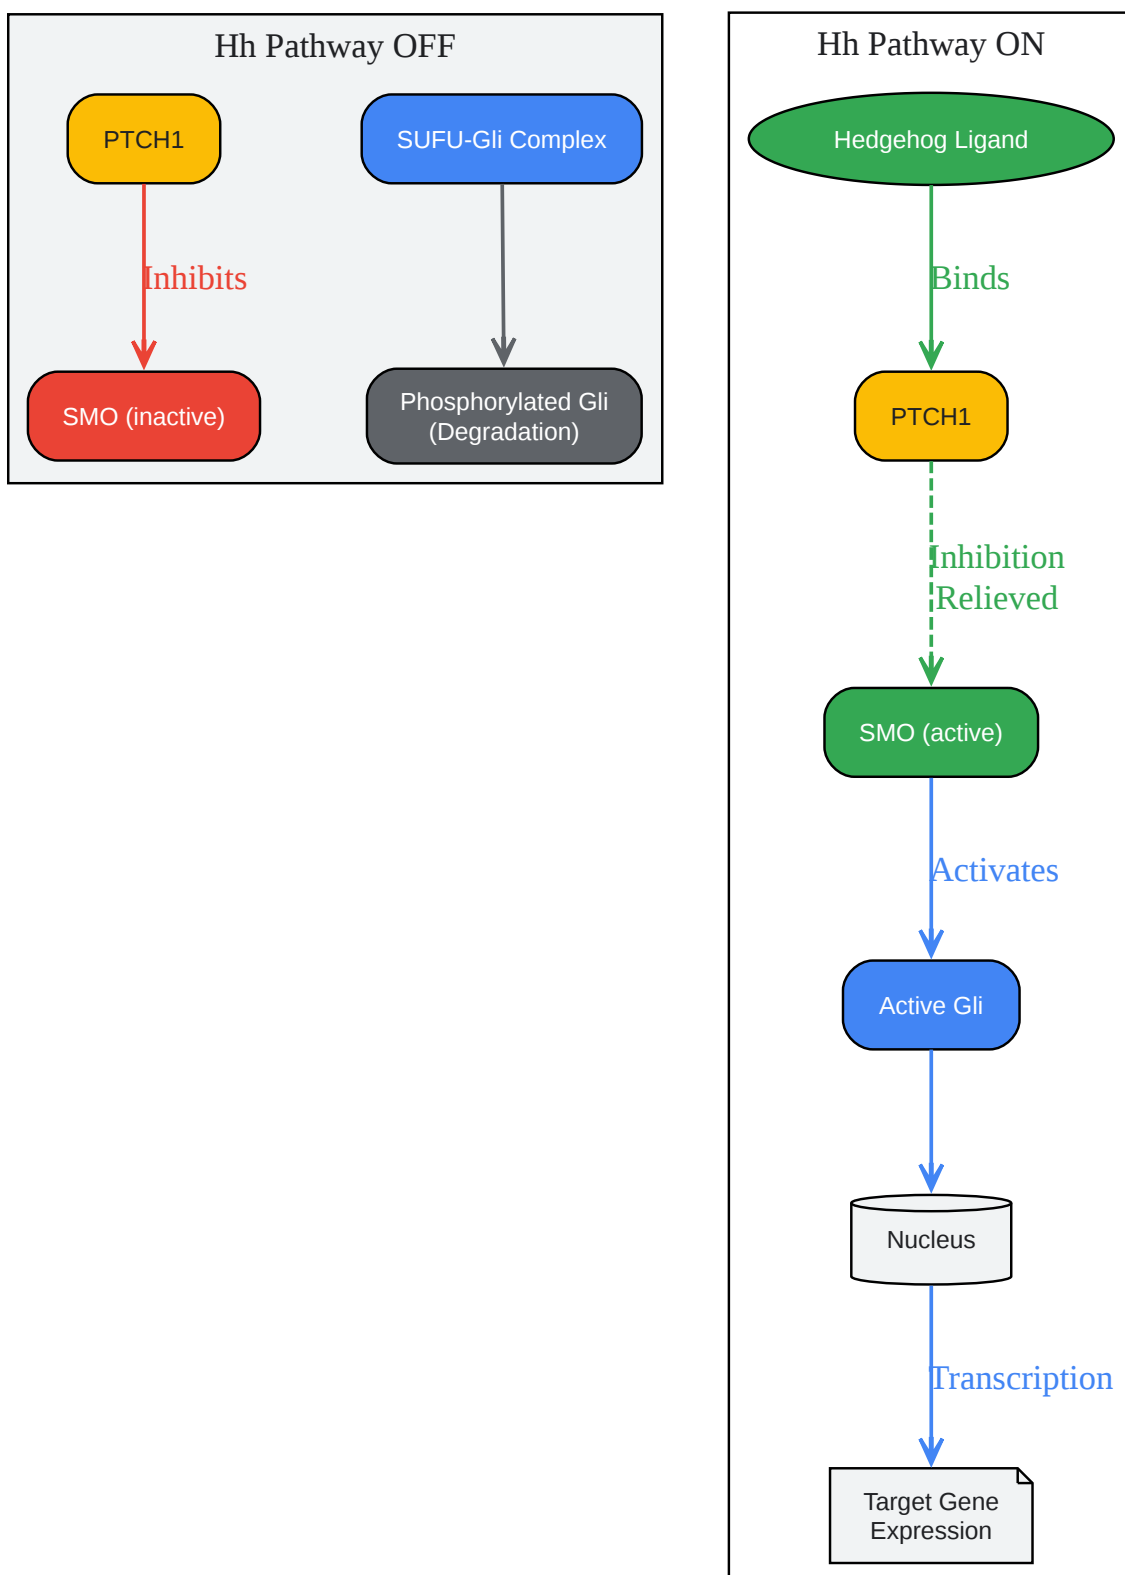 Hh Pathway OFF
PTCH1
SUFU-Gli Complex
Inhibits
SMO (inactive)
Phosphorylated Gli
(Degradation)
Hh Pathway ON
Hedgehog Ligand
Binds
PTCH1
Inhibition
Relieved
SMO (active)
Activates
Active Gli
Nucleus
Transcription
Target Gene
Expression